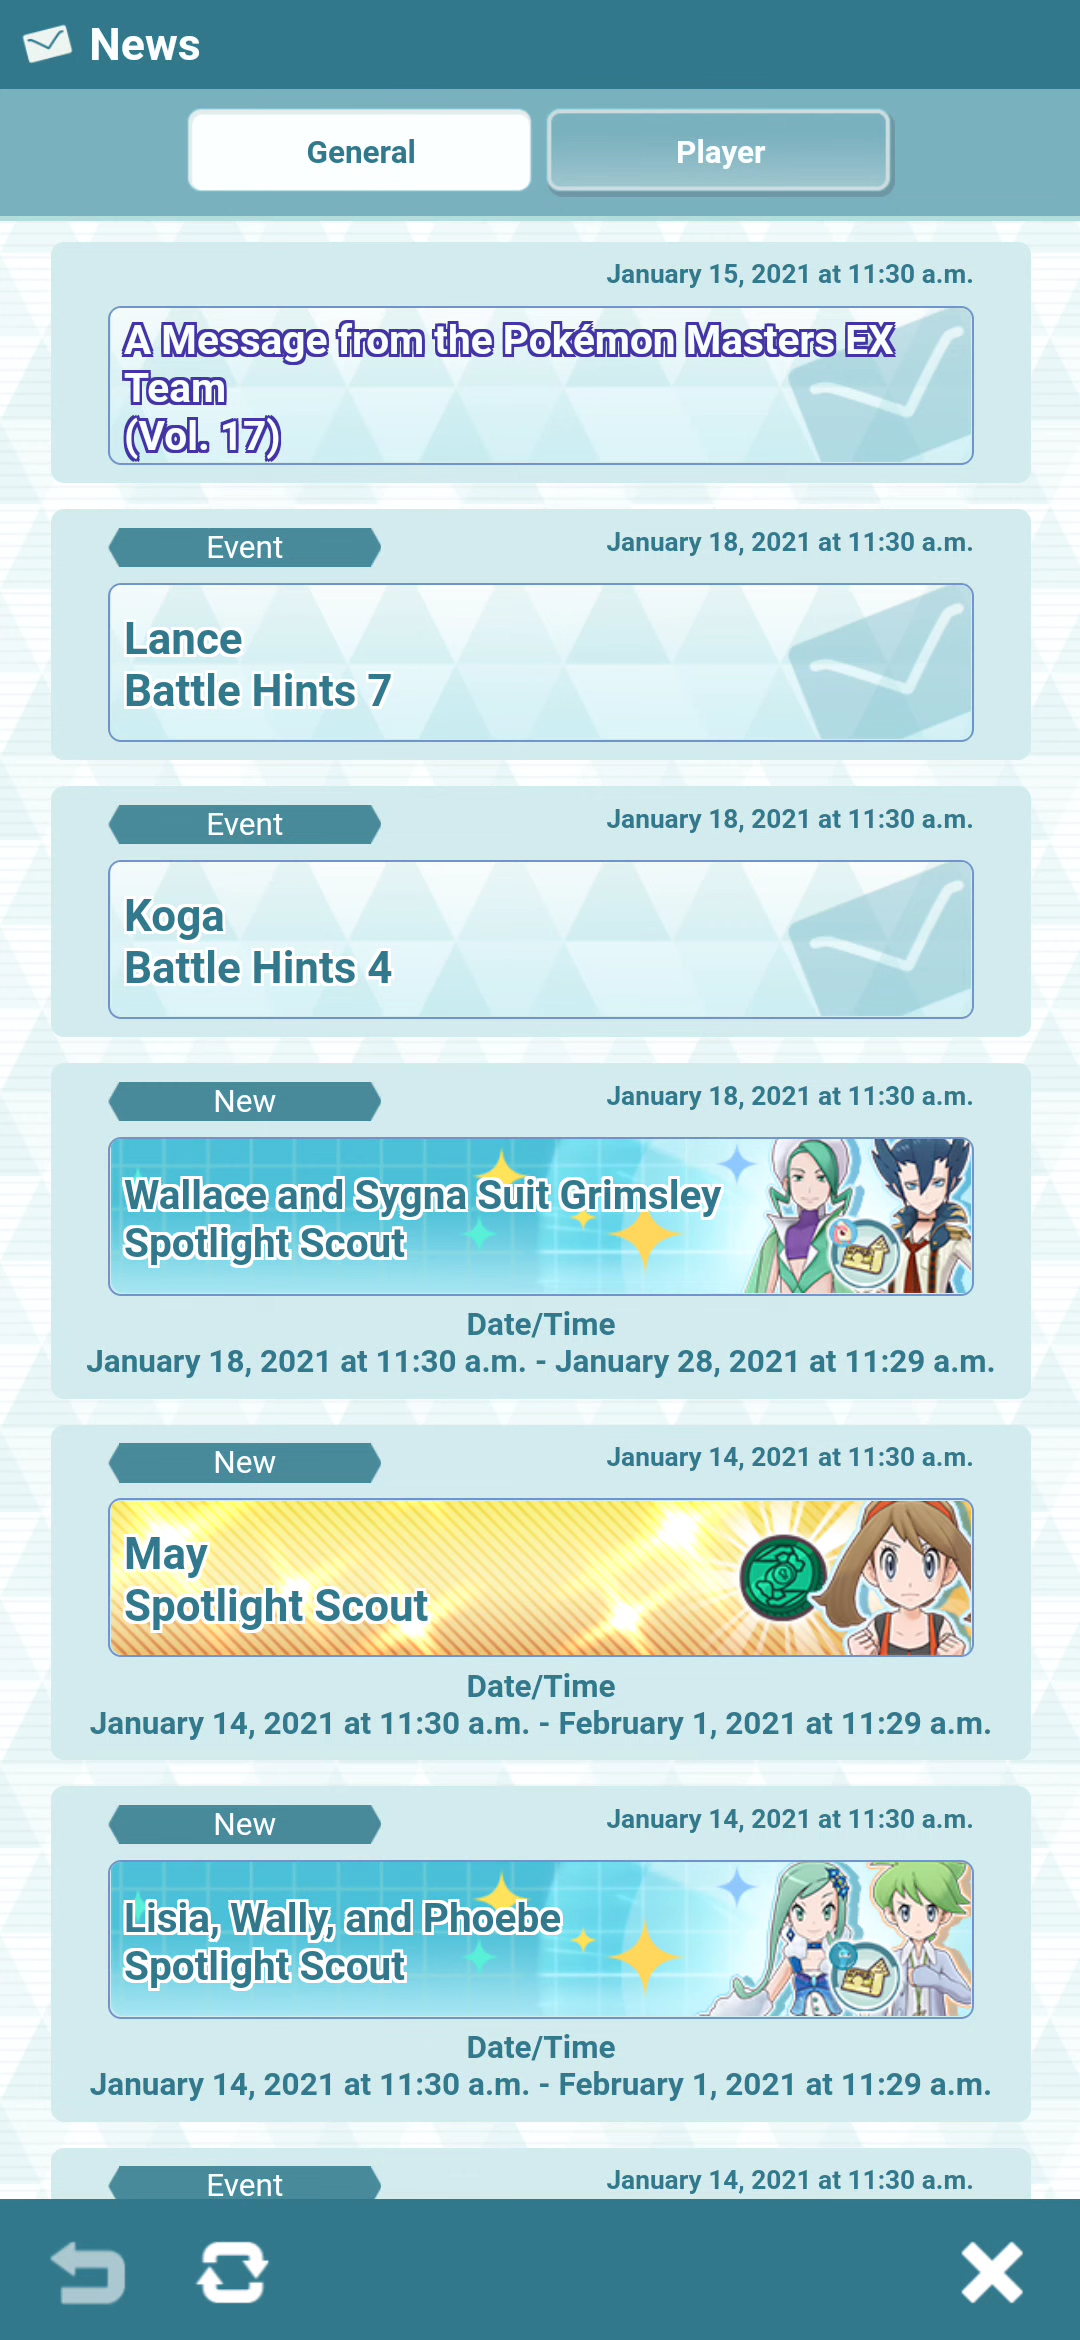 News
General
Player
January 15, 2021 at 11:30 a.m.
A Message from the Pokémon Masters EX
Team
(Vol. 17)
Event
January 18, 2021 at 11:30 a.m.
Lance
Battle Hints 7
Event
January 18, 2021 at 11:30 a.m.
Koga
Battle Hints 4
New
January 18, 2021 at 11:30 a.m.
Wallace and Sygna Suit Grimsley
Spotlight Scout
Date/Time
January 18, 2021 at 11:30 a.m. - January 28, 2021 at 11:29 a.m.
New
January 14, 2021 at 11:30 a.m.
May
Spotlight Scout
Date/Time
January 14, 2021 at 11:30 a.m. - February 1, 2021 at 11:29 a.m.
New
January 14, 2021 at 11:30 a.m.
Lisia, Wally, and Phoebe
Spotlight Scout
Date/Time
January 14, 2021 at 11:30 a.m. - February 1, 2021 at 11:29 a.m.
Event
January 14, 2021 at 11:30 a.m.